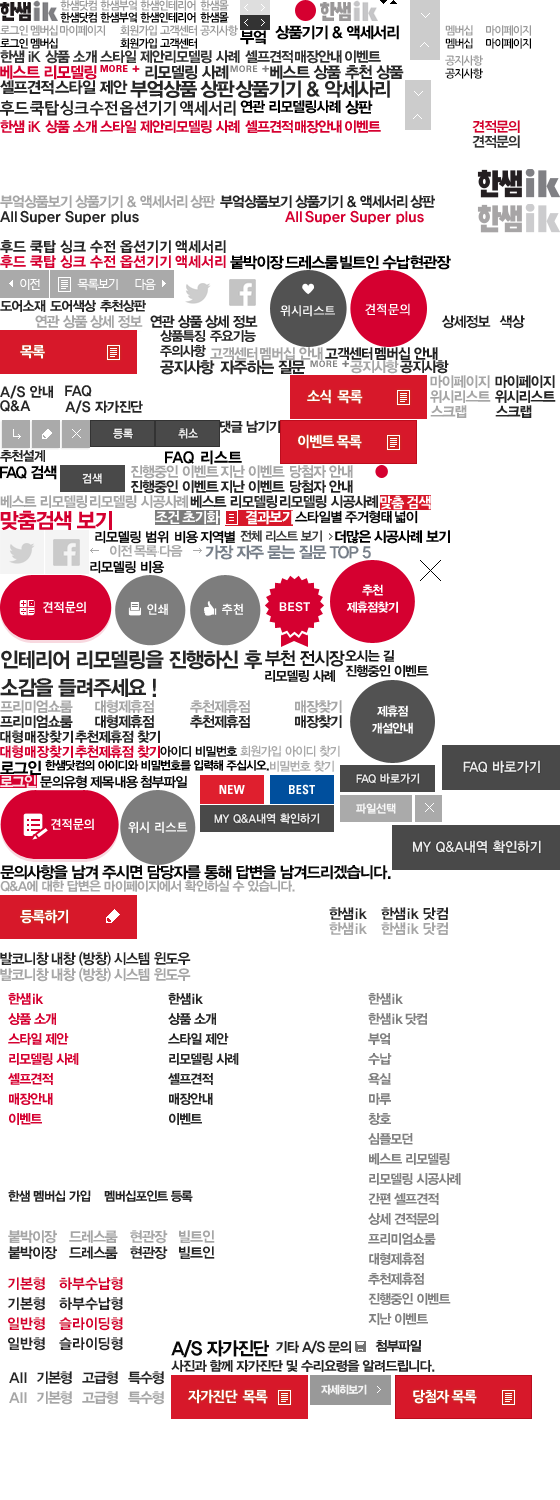 한샘ik 한샘닷컴 한샘부엌 한샘인테리어 한샘몰 한샘ik
한샘닷컴 한샘부엌 한샘인테리어 한샘몰
로그인 멤버십 마이페이지 회원가입 고객센터 공지사항 부엌 상품기기 & 액세서리 멤버십 마이페이지
로그인 멤버십 회원가입 고객센터 멤버십 마이페이지
한샘 iK 상품 소개 스타일 제안 리모델링 사례 셀프견적 매장안내 이벤트 공지사항
베스트 리모델링 MORE + 리모델링 사례 MORE + 베스트 상품 추천 상품 공지사항
셀프견적 스타일 제안 부엌상품 상판 상품기기 & 악세사리
후드 쿡탑 싱크 수전 옵션기기 액세서리 연관 리모델링사례 상판
한샘 iK 상품 소개 스타일 제안 리모델링 사례 셀프견적 매장안내 이벤트 견적문의
견적문의
한샘ik
부엌상품보기 상품기기 & 액세서리 상판 부엌상품보기 상품기기 & 액세서리 상판 한샘ik
All Super Super plus All Super Super plus
후드 쿡탑 싱크 수전 옵션기기 액세서리
후드 쿡탑 싱크 수전 옵션기기 액세서리 붙박이장 드레스룸 빌트인 수납 현관장
이전 목록보기 다음
도어소재 도어색상 추천상판 위시리스트 견적문의
연관 상품 상세 정보 연관 상품 상세 정보 상세정보 색상
상품특징 주요기능
목록 주의사항 고객센터 멤버십 안내 고객센터 멤버십 안내
공지사항 자주하는 질문 MORE + 공지사항 공지사항
A/S 안내 FAQ 소식 목록 마이페이지 마이페이지
위시리스트 위시리스트
Q&A A/S 자가진단 스크랩 스크랩
등록 취소 댓글 남기기 이벤트 목록
추천설계 FAQ 리스트
FAQ 검색 검색 진행중인 이벤트 지난 이벤트 당첨자 안내
진행중인 이벤트 지난 이벤트 당첨자 안내
베스트 리모델링 리모델링 시공사례 베스트 리모델링 리모델링 시공사례 맞춤 검색
맞춤검색 보기 조건 초기화 결과보기 스타일별 주거형태 넓이
리모델링 범위 비용 지역별 전체 리스트 보기 더많은 시공사례 보기
이전 목록 다음 가장 자주 묻는 질문 TOP 5
리모델링 비용
견적문의 인쇄 추천 BEST 추천
제휴점찾기
인테리어 리모델링을 진행하신 후 부천 전시장 오시는 길
소감을 들려주세요 ! 리모델링 사례 진행중인 이벤트
프리미엄쇼룸 대형제휴점 추천제휴점 매장찾기
프리미엄쇼룸 대형제휴점 추천제휴점 매장찾기 제휴점
개설안내
대형매장찾기 추천제휴점 찾기
대형매장찾기 추천제휴점 찾기 아이디 비밀번호 회원가입 아이디 찾기
로그인 한샘닷컴의 아이디와 비밀번호를 입력해 주십시오. 비밀번호 찾기 FAQ 바로가기
로그인 문의유형 제목 내용 첨부파일 FAQ 바로가기
NEW BEST
견적문의 위시 리스트 MY Q&A내역 확인하기 파일선택
MY Q&A내역 확인하기
문의사항을 남겨 주시면 담당자를 통해 답변을 남겨드리겠습니다.
Q&A에 대한 답변은 마이페이지에서 확인하실 수 있습니다.
등록하기 한샘ik 한샘ik 닷컴
한샘ik 한샘ik 닷컴
발코니창 내창 (방창) 시스템 윈도우
발코니창 내창 (방창) 시스템 윈도우
한샘ik 한샘ik 한샘ik
상품 소개 상품 소개 한샘ik 닷컴
스타일 제안 스타일 제안 부엌
리모델링 사례 리모델링 사례 수납
셀프견적 셀프견적 욕실
매장안내 매장안내 마루
이벤트 이벤트 창호
심플모던
베스트 리모델링
리모델링 시공사례
한샘 멤버십 가입 멤버십포인트 등록 간편 셀프견적
상세 견적문의
붙박이장 드레스룸 현관장 빌트인 프리미엄쇼룸
붙박이장 드레스룸 현관장 빌트인 대형제휴점
기본형 하부수납형 추천제휴점
기본형 하부수납형 진행중인 이벤트
일반형 슬라이딩형 지난 이벤트
일반형 슬라이딩형 A/S 자가진단 기타 A/S 문의 첨부파일
사진과 함께 자가진단 및 수리요령을 알려드립니다.
All 기본형 고급형 특수형
All 기본형 고급형 특수형 자가진단 목록 자세히보기 당첨자 목록